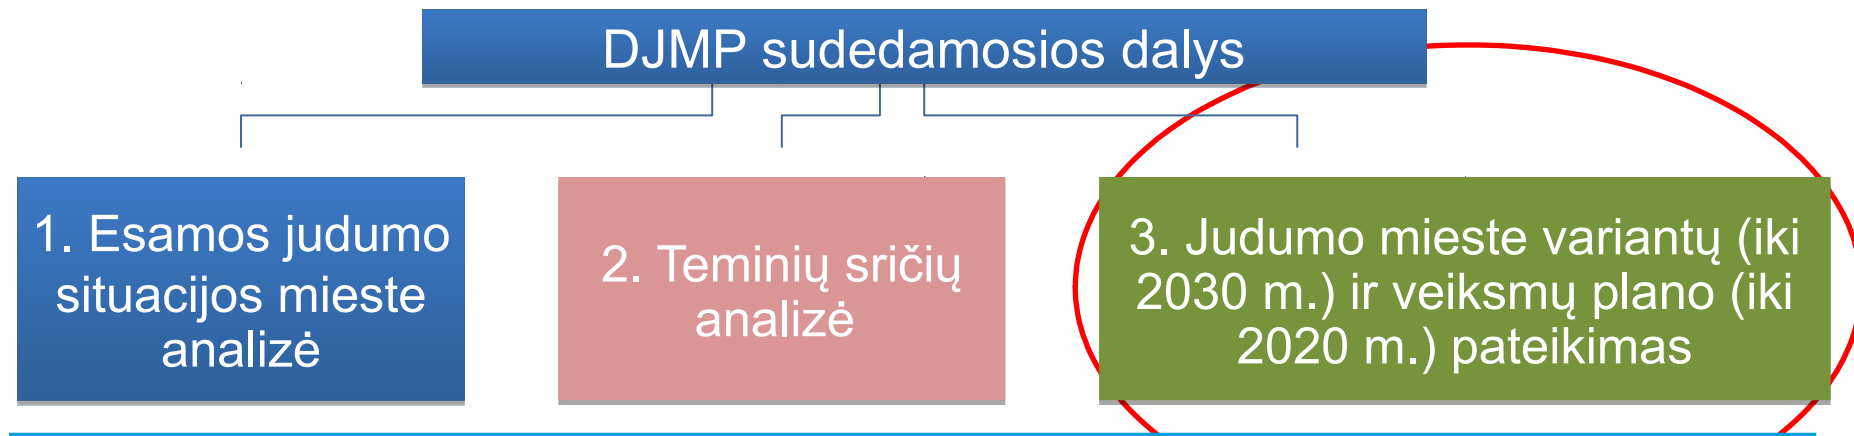 DJMP sudedamosios dalys
1. Esamos judumo
situacijos mieste
analizė
2. Teminių sričių
analizė
3. Judumo mieste variantų (iki
2030 m.) ir veiksmų plano (iki
2020 m.) pateikimas